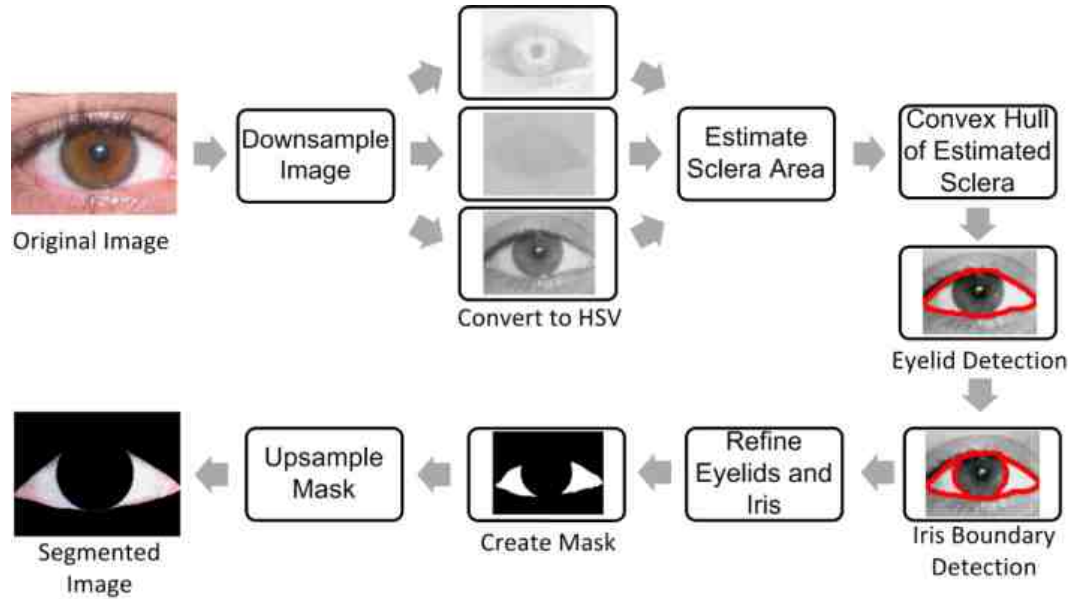 Original Image
Downsample
Image
Convert to HSV
Estimate
Sclera Area
Convex Hull
of Estimated
Sclera
Eyelid Detection
Iris Boundary
Detection
Refine
Eyelids and
Iris
Create Mask
Upsample
Mask
Segmented
Image